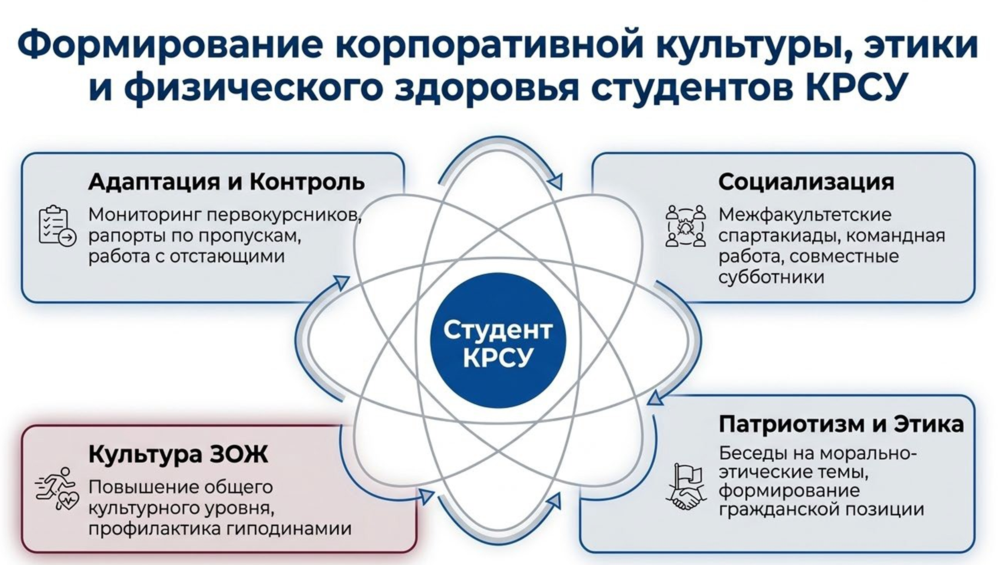 Формирование корпоративной культуры, этики
и физического здоровья студентов КРСУ
Адаптация и Контроль
Мониторинг первокурсников,
рапорты по пропускам,
работа с отстающими
Социализация
Межфакультетские
спартакиады, командная
работа, совместные
субботники
Студент
КРСУ
Культура ЗОЖ
Повышение общего
культурного уровня,
профилактика гиподинамии
Патриотизм и Этика
Беседы на морально-
этические темы,
формирование
гражданской позиции